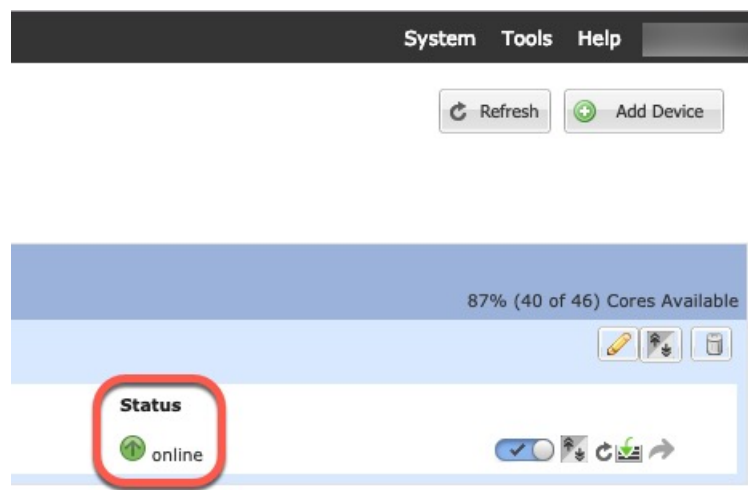 System Tools Help
Refresh Add Device
87% (40 of 46) Cores Available
Status
online